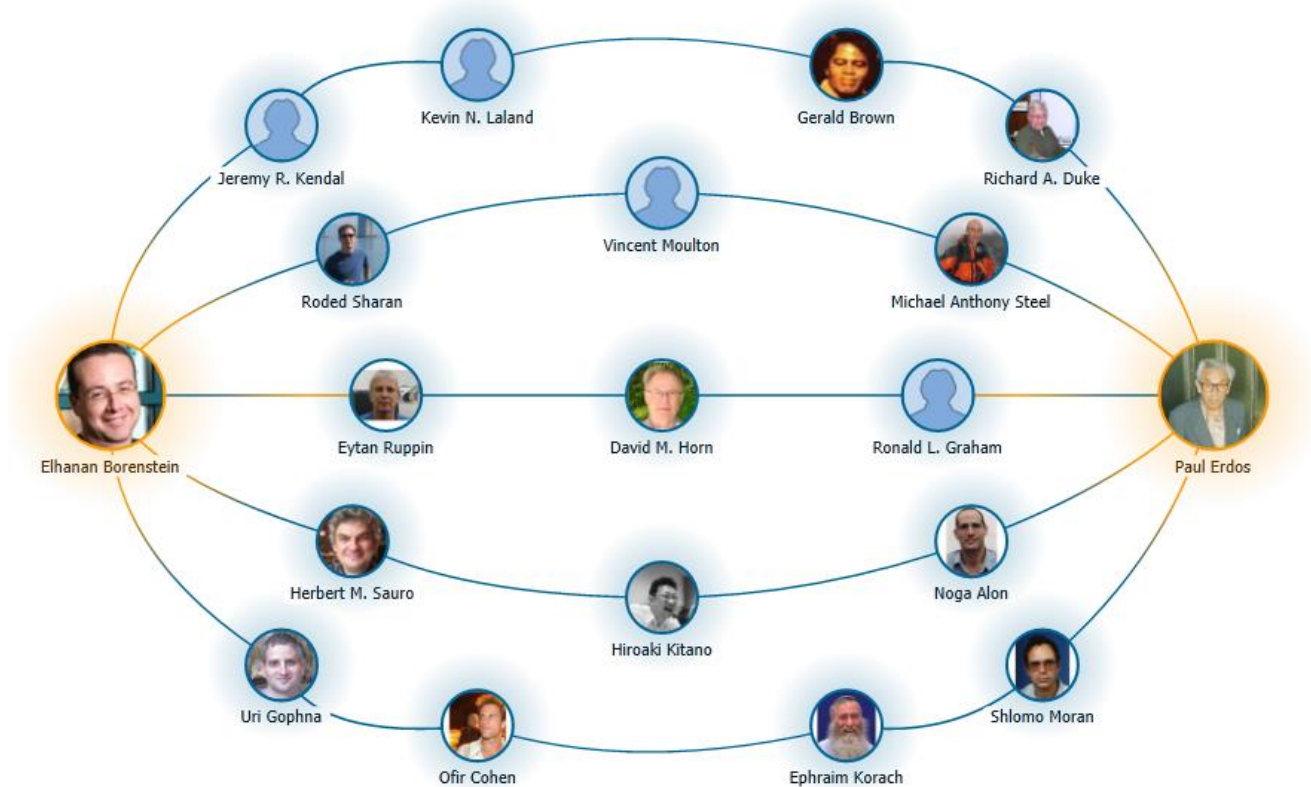 Kevin N. Laland
Gerald Brown
Jeremy R. Kendal
Richard A. Duke
Vincent Moulton
Roded Sharan
Michael Anthony Steel
Eytan Ruppin
David M. Horn
Ronald L. Graham
Elhanan Borenstein
Paul Erdos
Herbert M. Sauro
Noga Alon
Hiroaki Kitano
Uri Gophna
Shlomo Moran
Ofir Cohen
Ephraim Korach